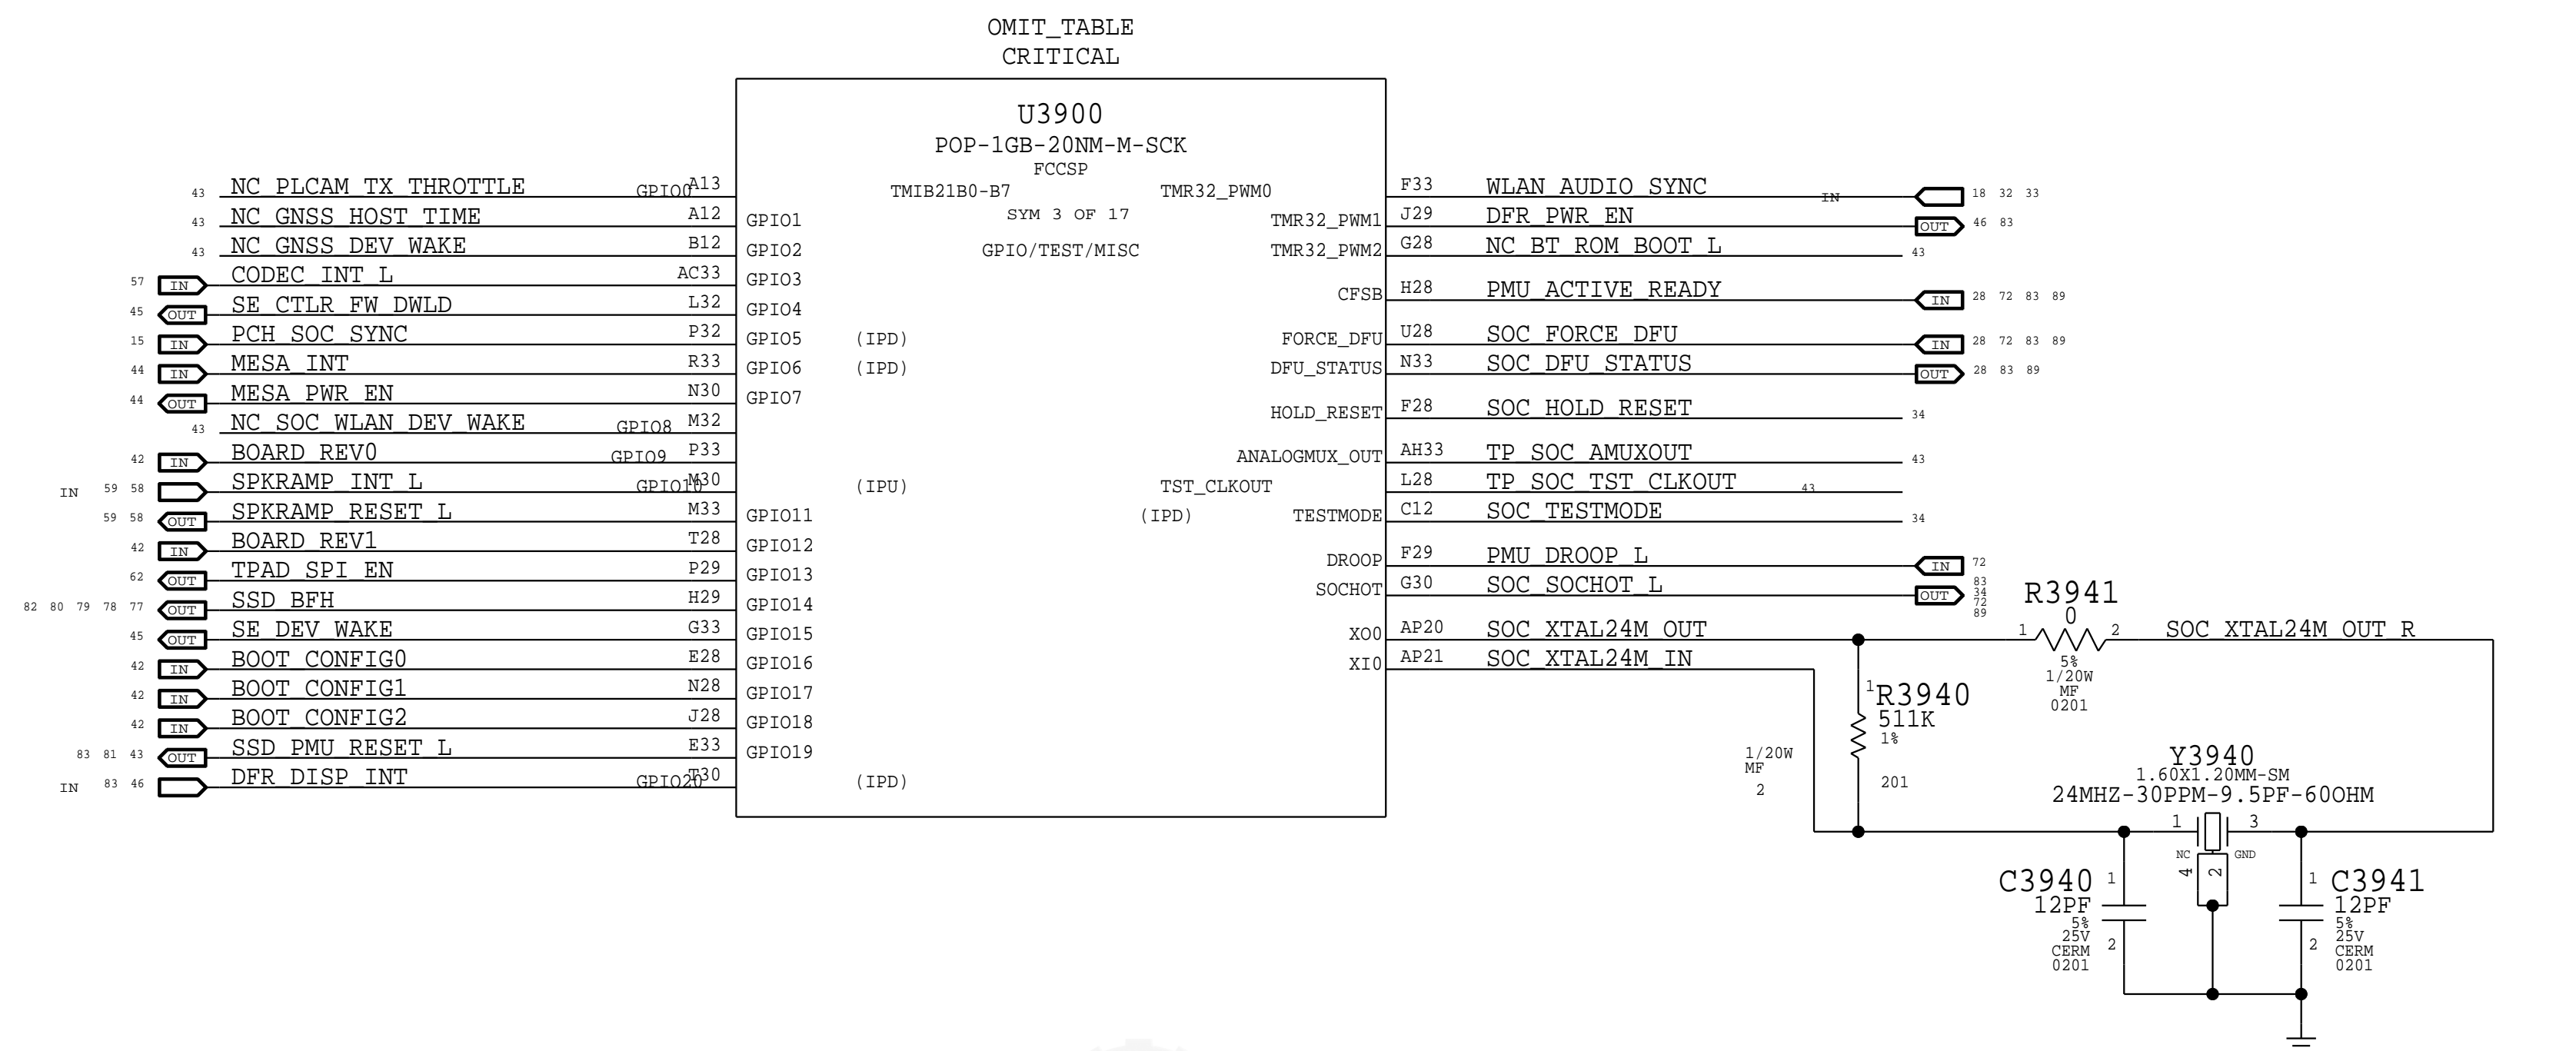 OMIT_TABLE
CRITICAL
U3900
POP-1GB-20NM-M-SCK
FCCSP
TMIB21B0-B7
SYM 3 OF 17
GPIO/TEST/MISC
43 NC_PLCAM_TX_THROTTLE GPIO0 A13
43 NC_GNSS_HOST_TIME A12 GPIO1
43 NC_GNSS_DEV_WAKE B12 GPIO2
57 IN CODEC_INT_L AC33 GPIO3
45 OUT SE_CTLR_FW_DWLD L32 GPIO4
15 IN PCH_SOC_SYNC P32 GPIO5 (IPD)
44 IN MESA_INT R33 GPIO6 (IPD)
44 OUT MESA_PWR_EN N30 GPIO7
43 NC_SOC_WLAN_DEV_WAKE GPIO8 M32
42 IN BOARD_REV0 GPIO9 P33
IN 59 58 SPKRAMP_INT_L GPIO10 M30 (IPU)
59 58 OUT SPKRAMP_RESET_L M33 GPIO11
42 IN BOARD_REV1 T28 GPIO12
62 OUT TPAD_SPI_EN P29 GPIO13
82 80 79 78 77 OUT SSD_BFH H29 GPIO14
45 OUT SE_DEV_WAKE G33 GPIO15
42 IN BOOT_CONFIG0 E28 GPIO16
42 IN BOOT_CONFIG1 N28 GPIO17
42 IN BOOT_CONFIG2 J28 GPIO18
83 81 43 OUT SSD_PMU_RESET_L E33 GPIO19
IN 83 46 DFR_DISP_INT GPIO20 T30 (IPD)
TMR32_PWM0 F33 WLAN_AUDIO_SYNC IN 18 32 33
TMR32_PWM1 J29 DFR_PWR_EN OUT 46 83
TMR32_PWM2 G28 NC_BT_ROM_BOOT_L 43
CFSB H28 PMU_ACTIVE_READY IN 28 72 83 89
FORCE_DFU U28 SOC_FORCE_DFU IN 28 72 83 89
DFU_STATUS N33 SOC_DFU_STATUS OUT 28 83 89
HOLD_RESET F28 SOC_HOLD_RESET 34
ANALOGMUX_OUT AH33 TP_SOC_AMUXOUT 43
TST_CLKOUT L28 TP_SOC_TST_CLKOUT 43
(IPD) TESTMODE C12 SOC_TESTMODE 34
DROOP F29 PMU_DROOP_L IN 72
SOCHOT G30 SOC_SOCHOT_L OUT
83
34
72
89
XO0 AP20 SOC_XTAL24M_OUT
XI0 AP21 SOC_XTAL24M_IN
R3941
0
1 2 SOC_XTAL24M_OUT_R
5%
1/20W
MF
0201
1
R3940
511K
1%
1/20W
MF
2
201
Y3940
1.60X1.20MM-SM
24MHZ-30PPM-9.5PF-60OHM
1 3
NC GND
4 2
C3940 1
12PF
5%
25V 2
CERM
0201
1 C3941
12PF
5%
2 25V
CERM
0201